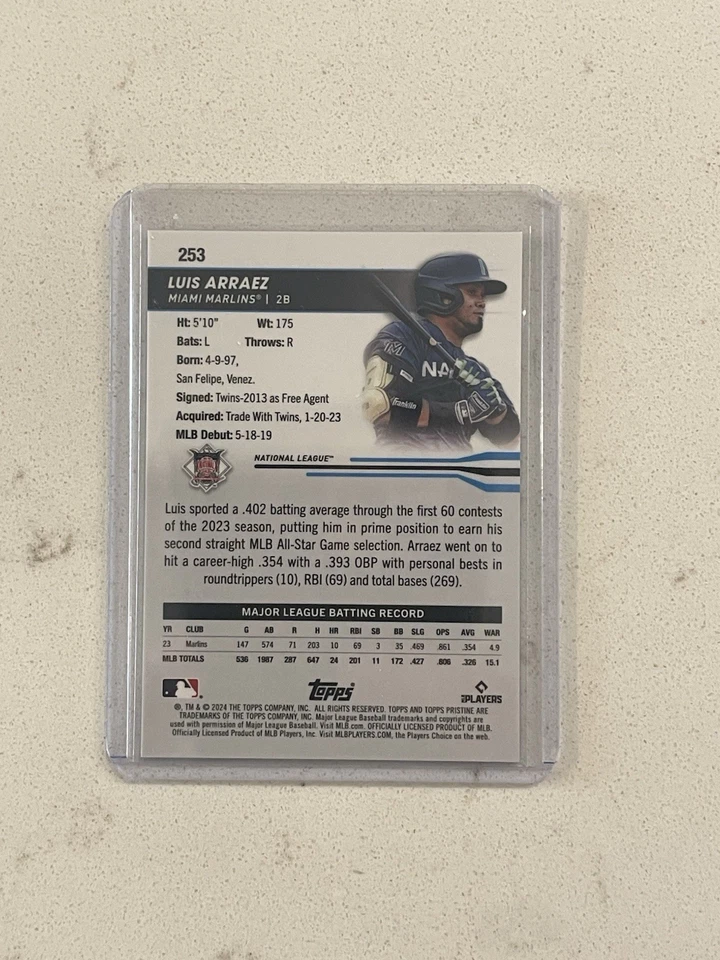 253
LUIS ARRAEZ
MIAMI MARLINS® | 2B
Ht: 5'10" Wt: 175
Bats: L Throws: R
Born: 4-9-97,
San Felipe, Venez.
Signed: Twins-2013 as Free Agent
Acquired: Trade With Twins, 1-20-23
MLB Debut: 5-18-19
M
NA
Franklin
NATIONAL LEAGUE™
Luis sported a .402 batting average through the first 60 contests
of the 2023 season, putting him in prime position to earn his
second straight MLB All-Star Game selection. Arraez went on to
hit a career-high .354 with a .393 OBP with personal bests in
roundtrippers (10), RBI (69) and total bases (269).
MAJOR LEAGUE BATTING RECORD
YR CLUB G AB R H HR RBI SB BB SLG OPS AVG WAR
23 Marlins 147 574 71 203 10 69 3 35 .469 .861 .354 4.9
MLB TOTALS 536 1987 287 647 24 201 11 172 .427 .806 .326 15.1
Topps
PLAYERS
®, TM & © 2024 THE TOPPS COMPANY, INC. ALL RIGHTS RESERVED. TOPPS AND TOPPS PRISTINE ARE
TRADEMARKS OF THE TOPPS COMPANY, INC. Major League Baseball trademarks and copyrights are
used with permission of Major League Baseball. Visit MLB.com. OFFICIALLY LICENSED PRODUCT OF MLB.
Officially Licensed Product of MLB Players, Inc. Visit MLBPLAYERS.COM, the Players Choice on the web.